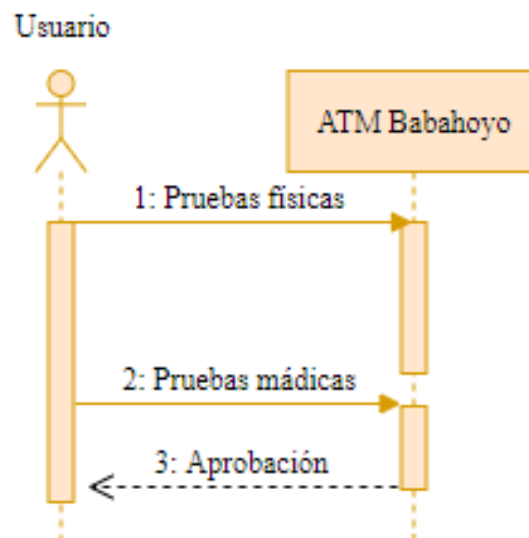 Usuario
ATM Babahoyo
1: Pruebas físicas
2: Pruebas mádicas
3: Aprobación